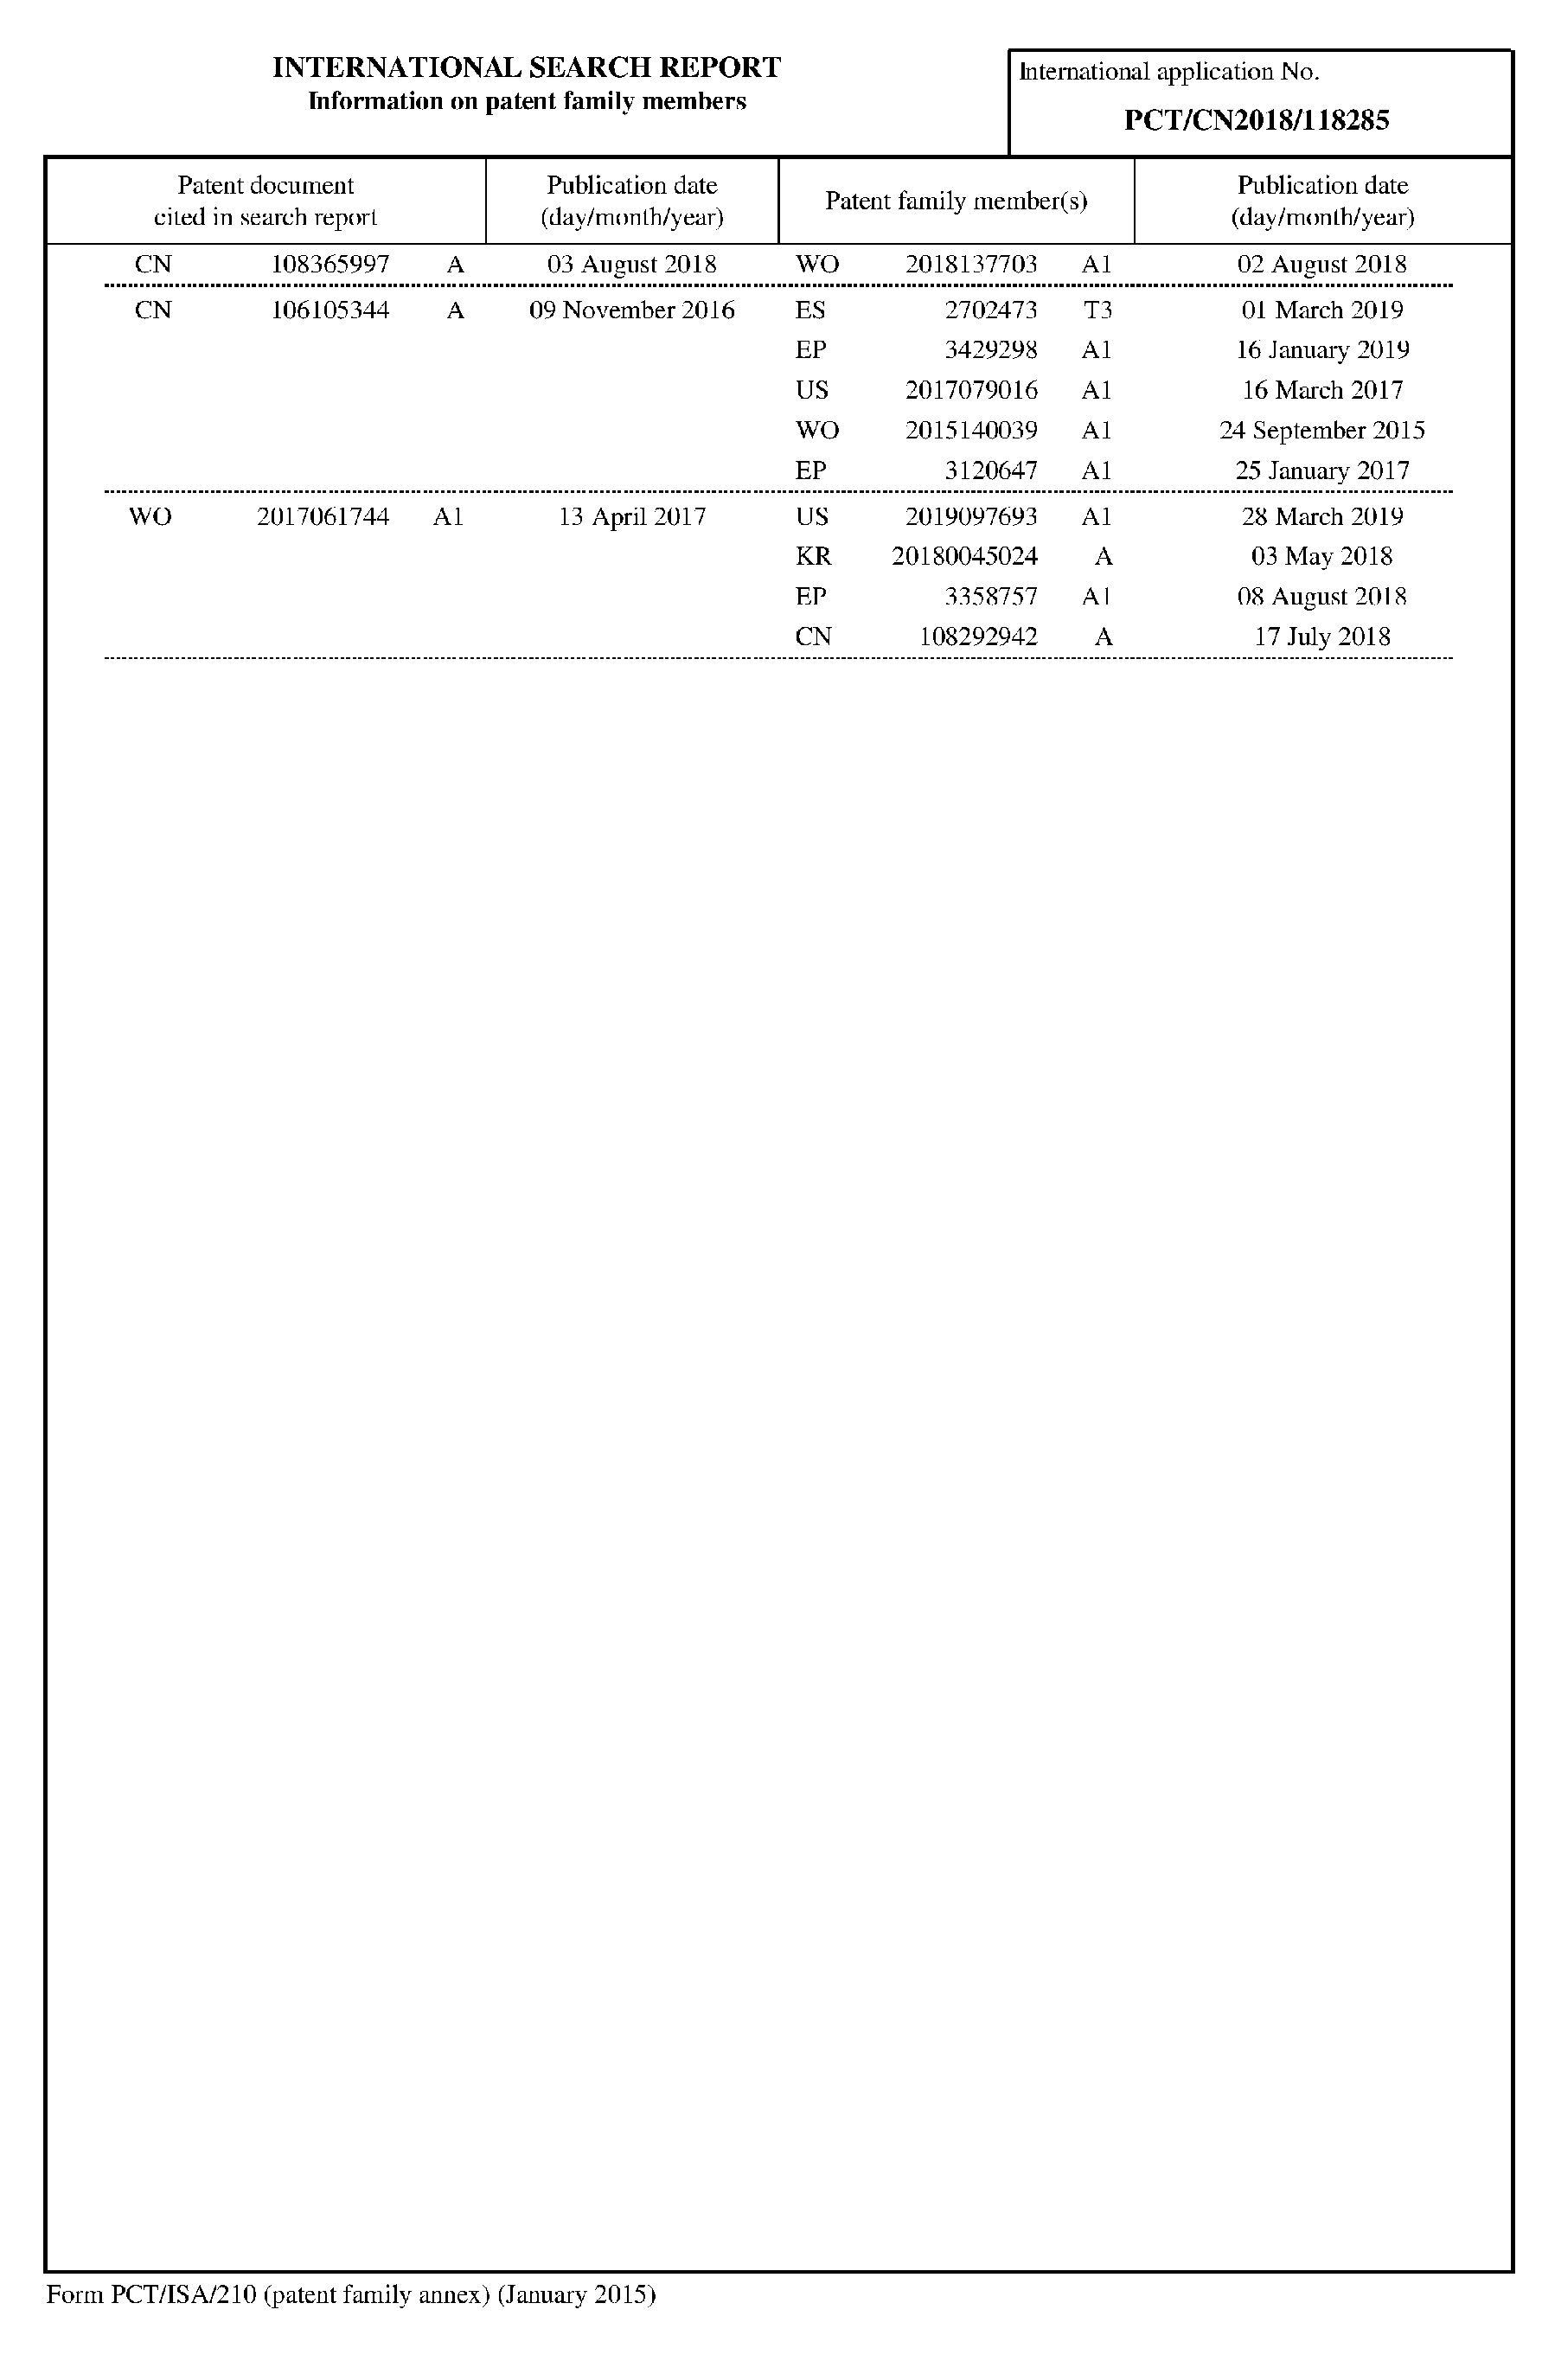 INTERNATIONAL SEARCH REPORT
Information on patent family members
International application No.
PCT/CN2018/118285
Patent document
cited in search report
Publication date
(day/month/year)
Patent family member(s)
Publication date
(day/month/year)
CN 108365997 A 03 August 2018 WO 2018137703 A1 02 August 2018
CN 106105344 A 09 November 2016 ES 2702473 T3 01 March 2019
EP 3429298 A1 16 January 2019
US 2017079016 A1 16 March 2017
WO 2015140039 A1 24 September 2015
EP 3120647 A1 25 January 2017
WO 2017061744 A1 13 April 2017 US 2019097693 A1 28 March 2019
KR 20180045024 A 03 May 2018
EP 3358757 A1 08 August 2018
CN 108292942 A 17 July 2018
Form PCT/ISA/210 (patent family annex) (January 2015)